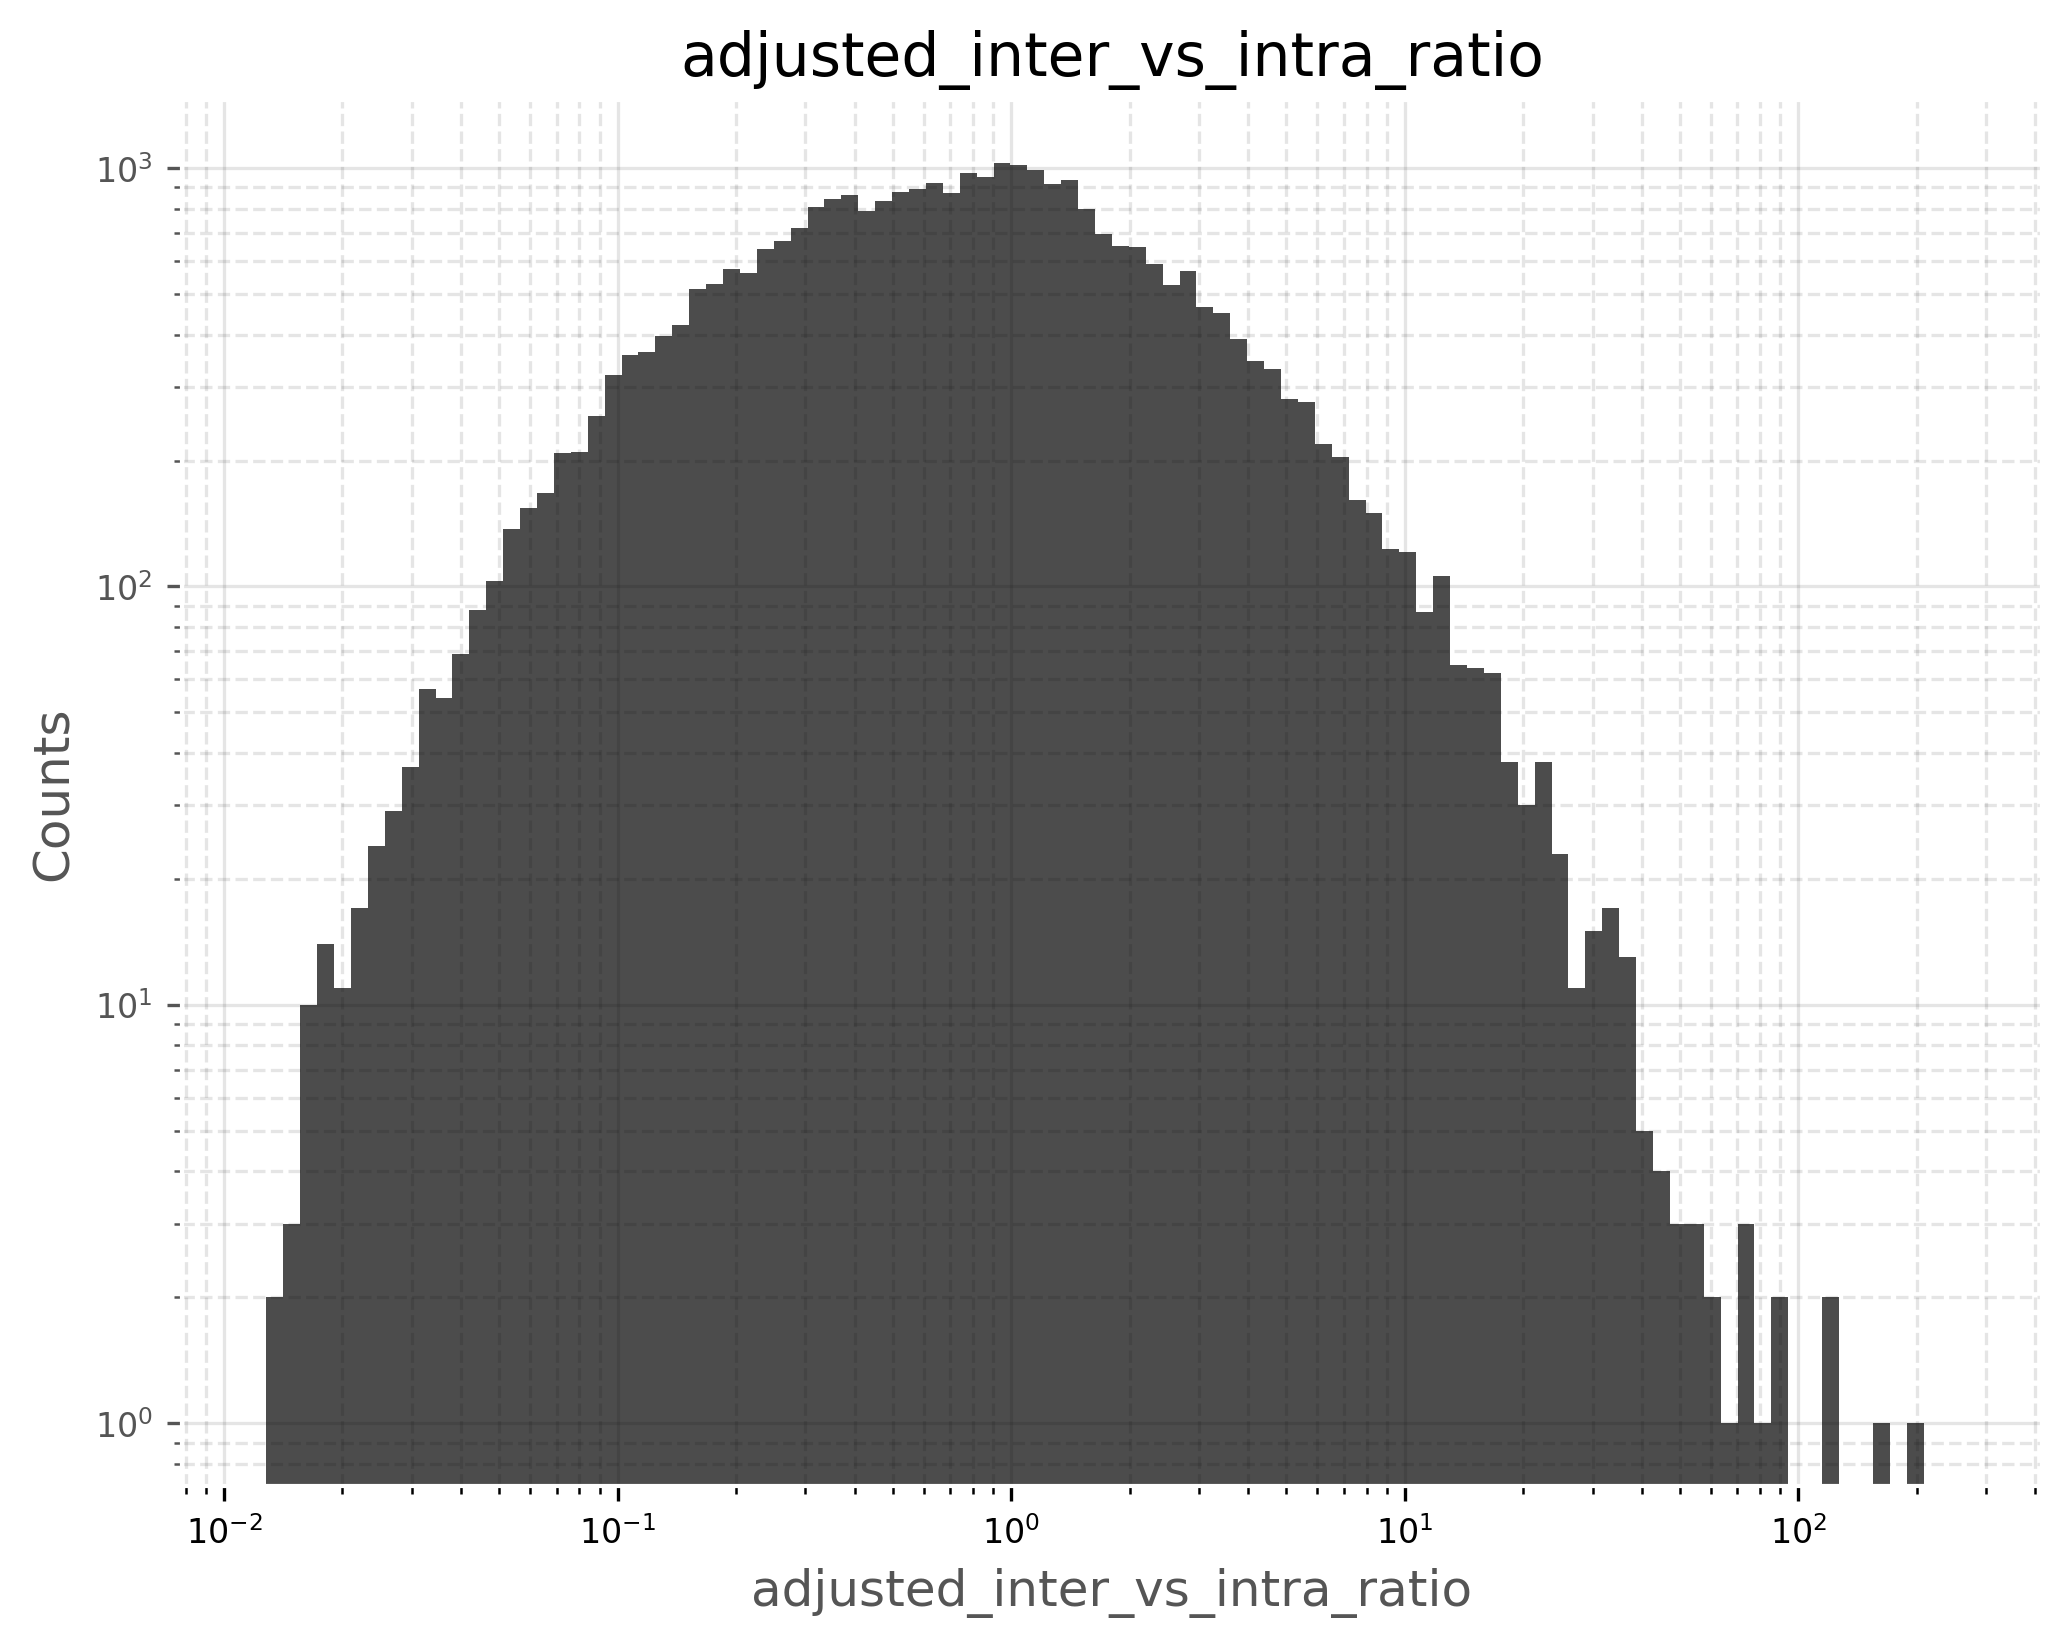 adjusted_inter_vs_intra_ratio
10³
10²
10¹
10⁰
Counts
10⁻² 10⁻¹ 10⁰ 10¹ 10²
adjusted_inter_vs_intra_ratio